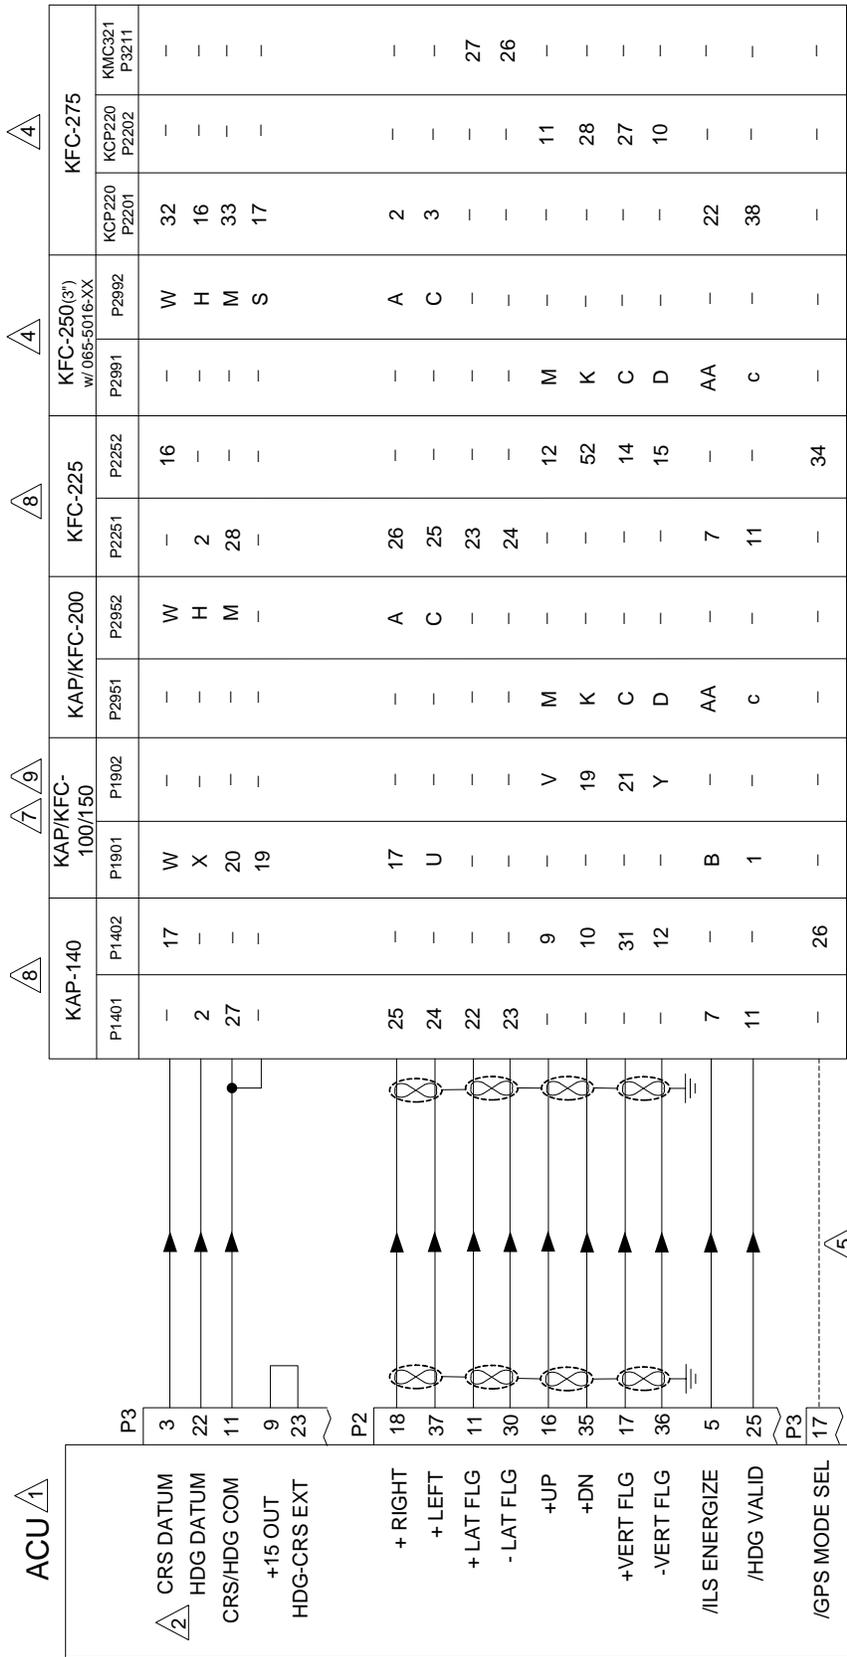 ACU 1 8 7 9 8 4 4
KAP-140 KAP/KFC- KAP/KFC-200 KFC-225 KFC-250(3") KFC-275
100/150 w/ 065-5016-XX
KCP220 KCP220 KMC321
P1401 P1402 P1901 P1902 P2951 P2952 P2251 P2252 P2991 P2992 P2201 P2202 P3211
P3
2 CRS DATUM 3 – 17 W – – W – 16 – W 32 – –
HDG DATUM 22 2 – X – – H 2 – – H 16 – –
CRS/HDG COM 11 27 – 20 – – M 28 – – M 33 – –
– – 19 – – – – – – S 17 – –
+15 OUT 9
HDG-CRS EXT 23
P2
+ RIGHT 18 25 – 17 – – A 26 – – A 2 – –
+ LEFT 37 24 – U – – C 25 – – C 3 – –
+ LAT FLG 11 22 – – – – – 23 – – – – – 27
- LAT FLG 30 23 – – – – – 24 – – – – – 26
+UP 16 – 9 – V M – – 12 M – – 11 –
+DN 35 – 10 – 19 K – – 52 K – – 28 –
+VERT FLG 17 – 31 – 21 C – – 14 C – – 27 –
-VERT FLG 36 – 12 – Y D – – 15 D – – 10 –
/ILS ENERGIZE 5 7 – B – AA – 7 – AA – 22 – –
/HDG VALID 25 11 – 1 – c – 11 – c – 38 – –
P3
/GPS MODE SEL 17 – 26 – – – – – 34 – – – – –
5